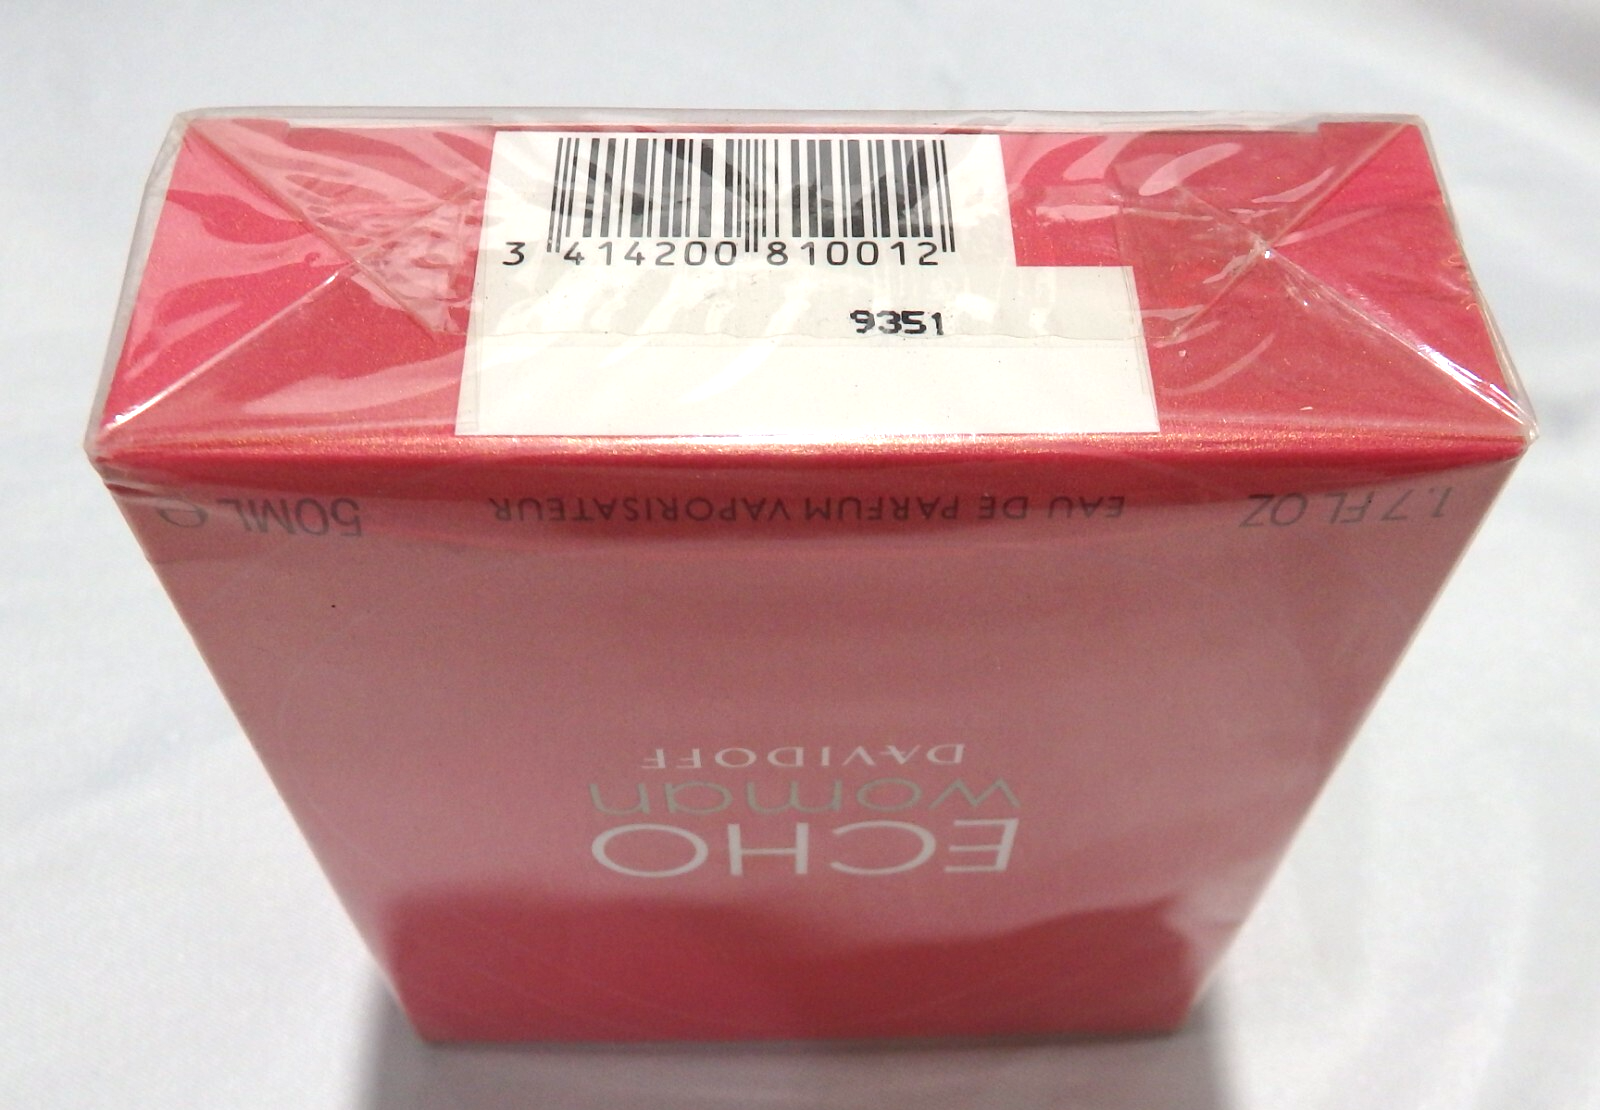 3 414200 810012
9351
50ML ℮ EAU DE PARFUM VAPORISATEUR 1.7 FL OZ
DAVIDOFF
woman
ECHO